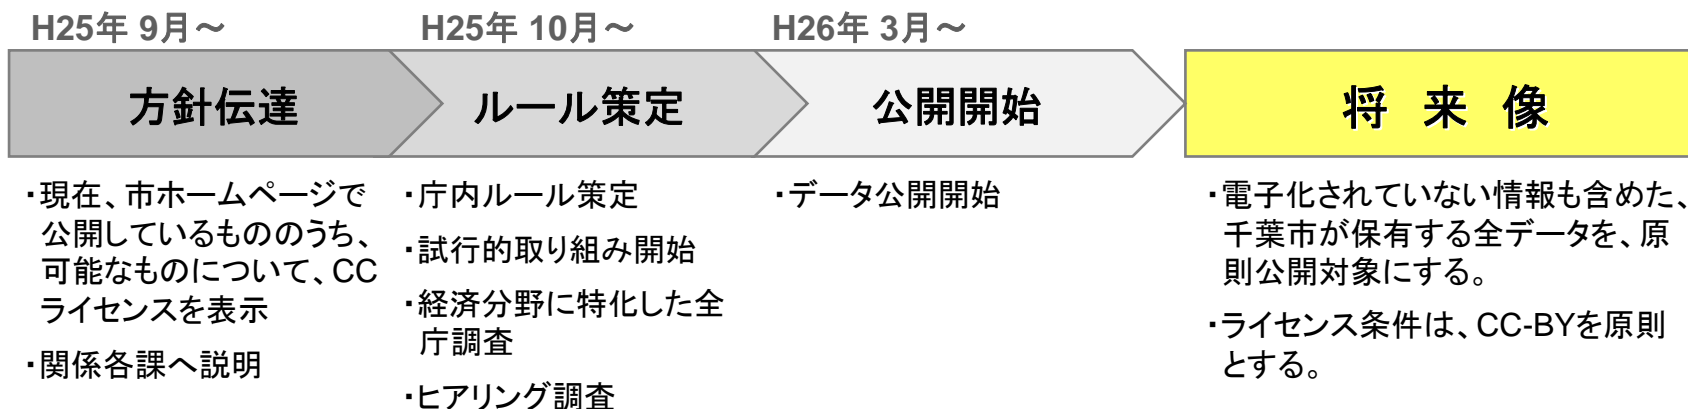 H25年 9月～
H25年 10月～
H26年 3月～
方針伝達
ルール策定
公開開始
将 来 像
・現在、市ホームページで
公開しているもののうち、
可能なものについて、CC
ライセンスを表示
・関係各課へ説明
・庁内ルール策定
・試行的取り組み開始
・経済分野に特化した全
庁調査
・ヒアリング調査
・データ公開開始
・電子化されていない情報も含めた、
千葉市が保有する全データを、原
則公開対象にする。
・ライセンス条件は、CC-BYを原則
とする。